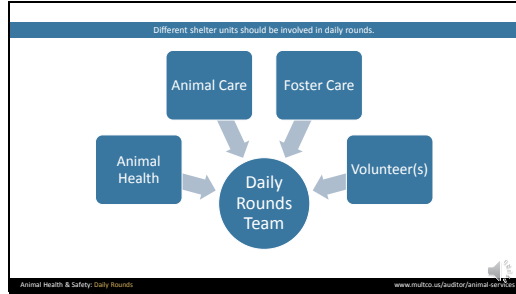 Different shelter units should be involved in daily rounds.
Animal Care
Foster Care
Animal
Health
Volunteer(s)
Daily
Rounds
Team
Animal Health & Safety: Daily Rounds
www.multco.us/auditor/animal-services